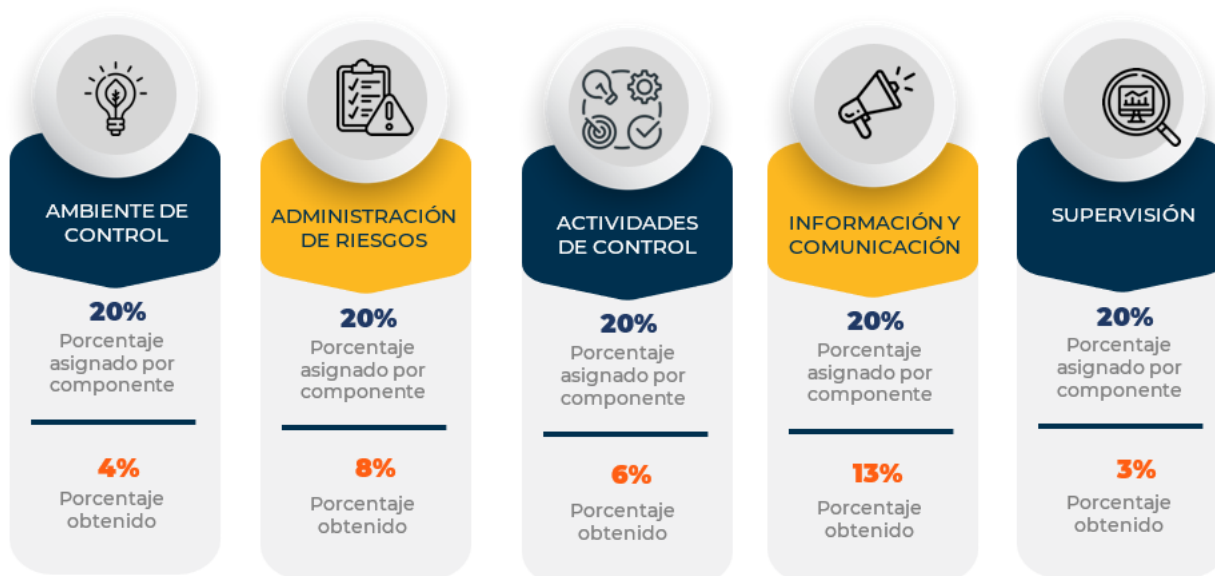 AMBIENTE DE
CONTROL
20%
Porcentaje
asignado por
componente
4%
Porcentaje
obtenido
ADMINISTRACIÓN
DE RIESGOS
20%
Porcentaje
asignado por
componente
8%
Porcentaje
obtenido
ACTIVIDADES
DE CONTROL
20%
Porcentaje
asignado por
componente
6%
Porcentaje
obtenido
INFORMACIÓN Y
COMUNICACIÓN
20%
Porcentaje
asignado por
componente
13%
Porcentaje
obtenido
SUPERVISIÓN
20%
Porcentaje
asignado por
componente
3%
Porcentaje
obtenido